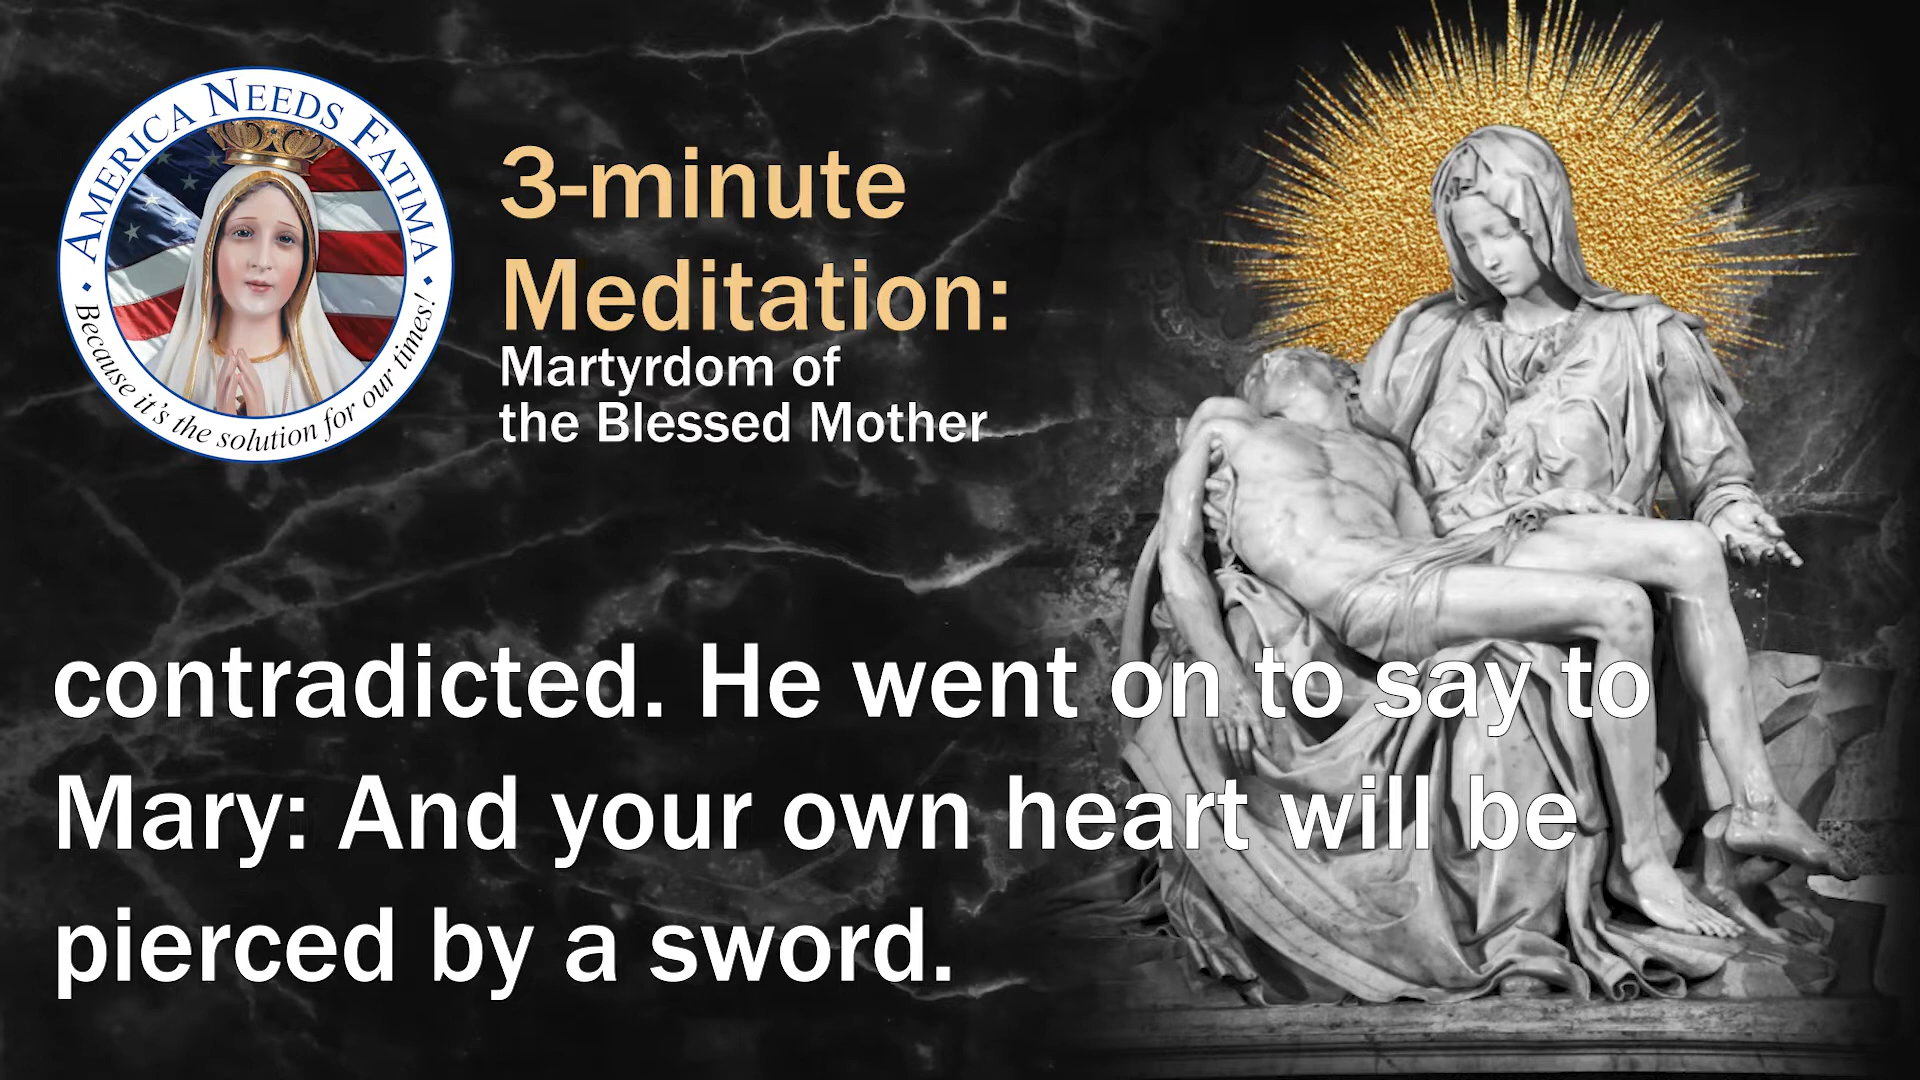 AMERICA NEEDS FATIMA
Because it's the solution for our times!
3-minute
Meditation:
Martyrdom of
the Blessed Mother
contradicted. He went on to say to
Mary: And your own heart will be
pierced by a sword.